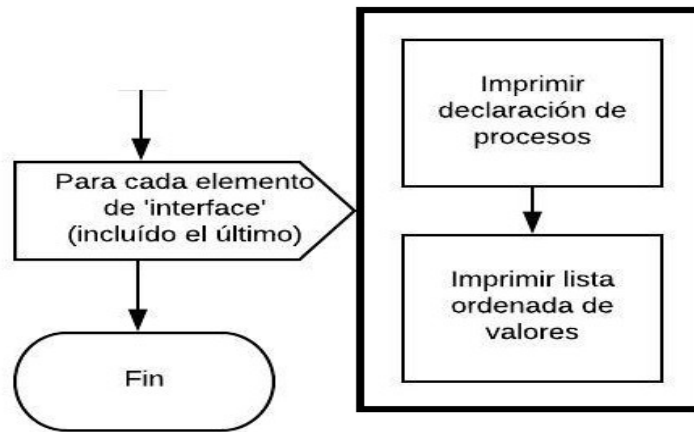 Para cada elemento
de 'interface'
(incluído el último)
Fin
Imprimir
declaración de
procesos
Imprimir lista
ordenada de
valores